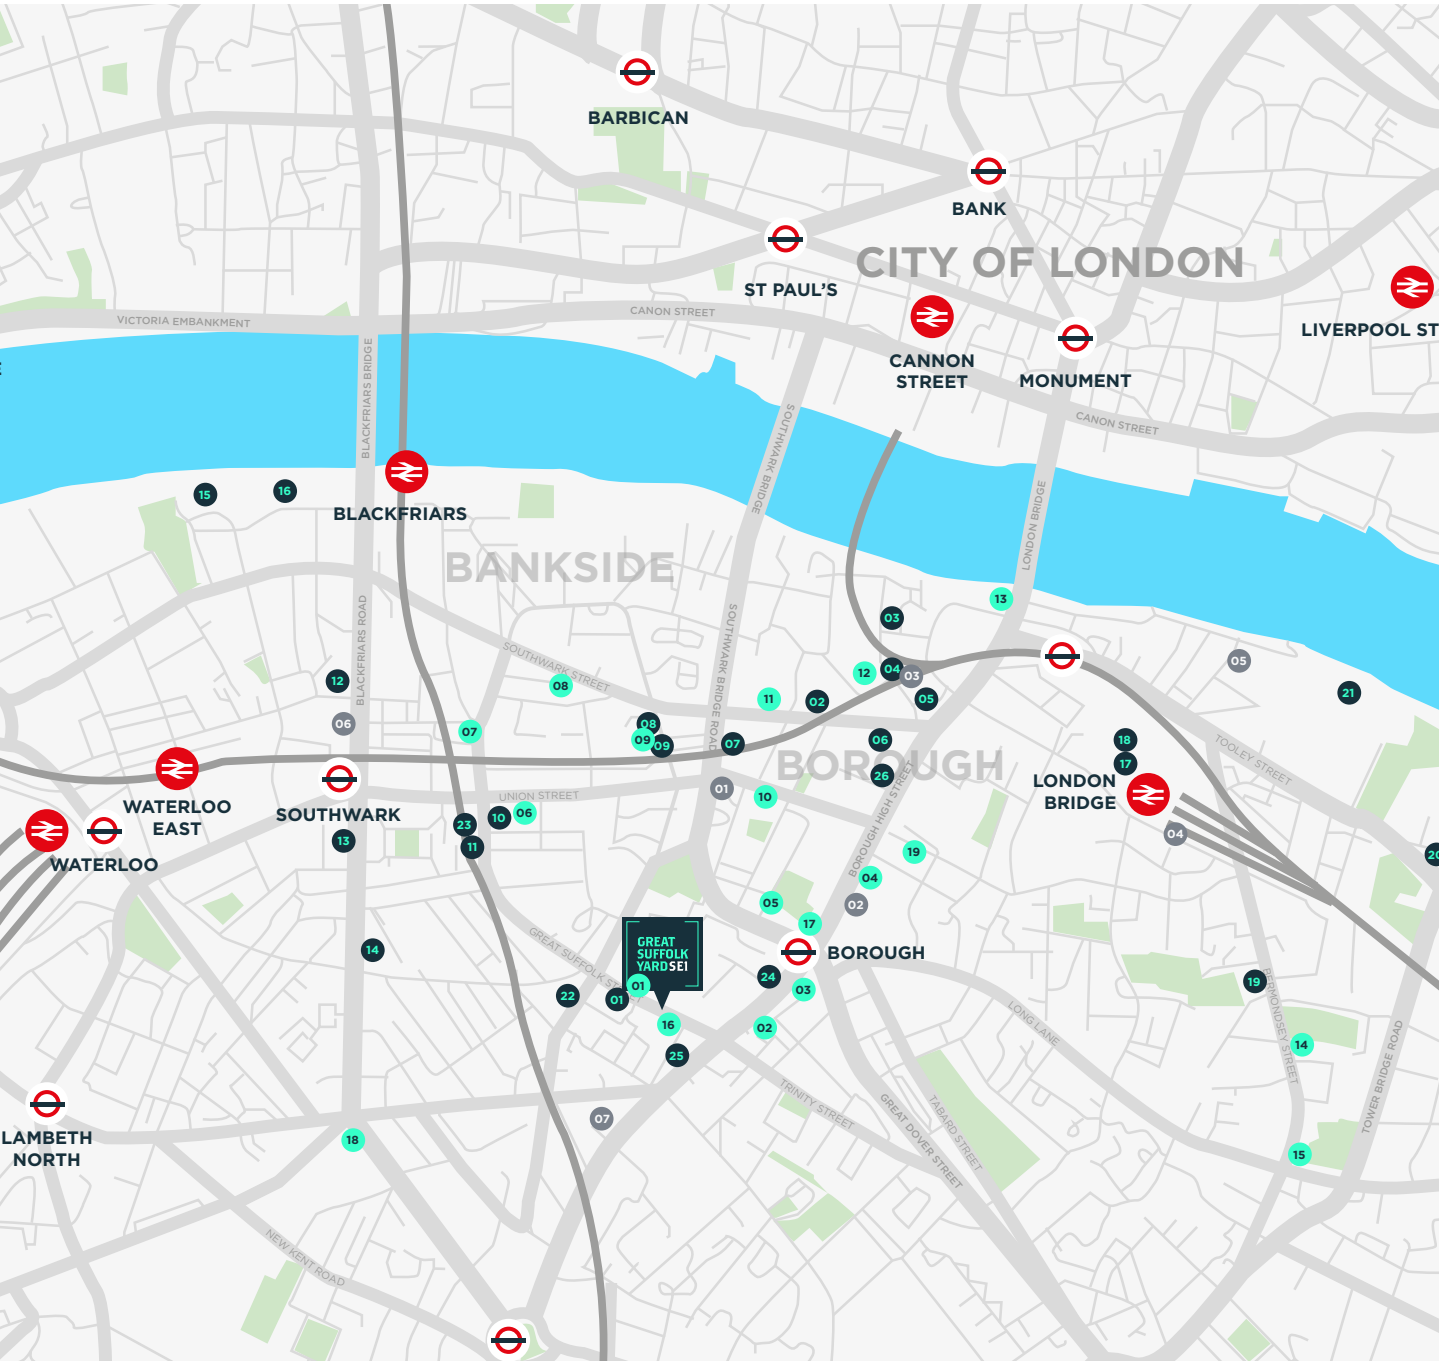 BARBICAN
BANK
ST PAUL'S
CITY OF LONDON
CANNON
STREET
MONUMENT
LIVERPOOL ST
VICTORIA EMBANKMENT
CANON STREET
CANON STREET
E
BLACKFRIARS BRIDGE
SOUTHWARK BRIDGE
LONDON BRIDGE
15
16
BLACKFRIARS
BANKSIDE
13
03
BLACKFRIARS ROAD
SOUTHWARK STREET
SOUTHWARK BRIDGE ROAD
12
08
12
04
03
05
05
21
11
02
06
07
08
09
09
07
06
18
17
BOROUGH
TOOLEY STREET
26
LONDON
BRIDGE
01
10
UNION STREET
WATERLOO
EAST
SOUTHWARK
10
06
23
11
13
04
WATERLOO
BOROUGH HIGH STREET
19
20
04
05
02
17
14
GREAT SUFFOLK STREET
GREAT
SUFFOLK
YARDSE1
BOROUGH
24
03
01
01
22
16
02
25
19
BERMONDSEY STREET
14
LONG LANE
TOWER BRIDGE ROAD
TRINITY STREET
GREAT DOVER STREET
TABARD STREET
07
15
LAMBETH
NORTH
18
NEW KENT ROAD